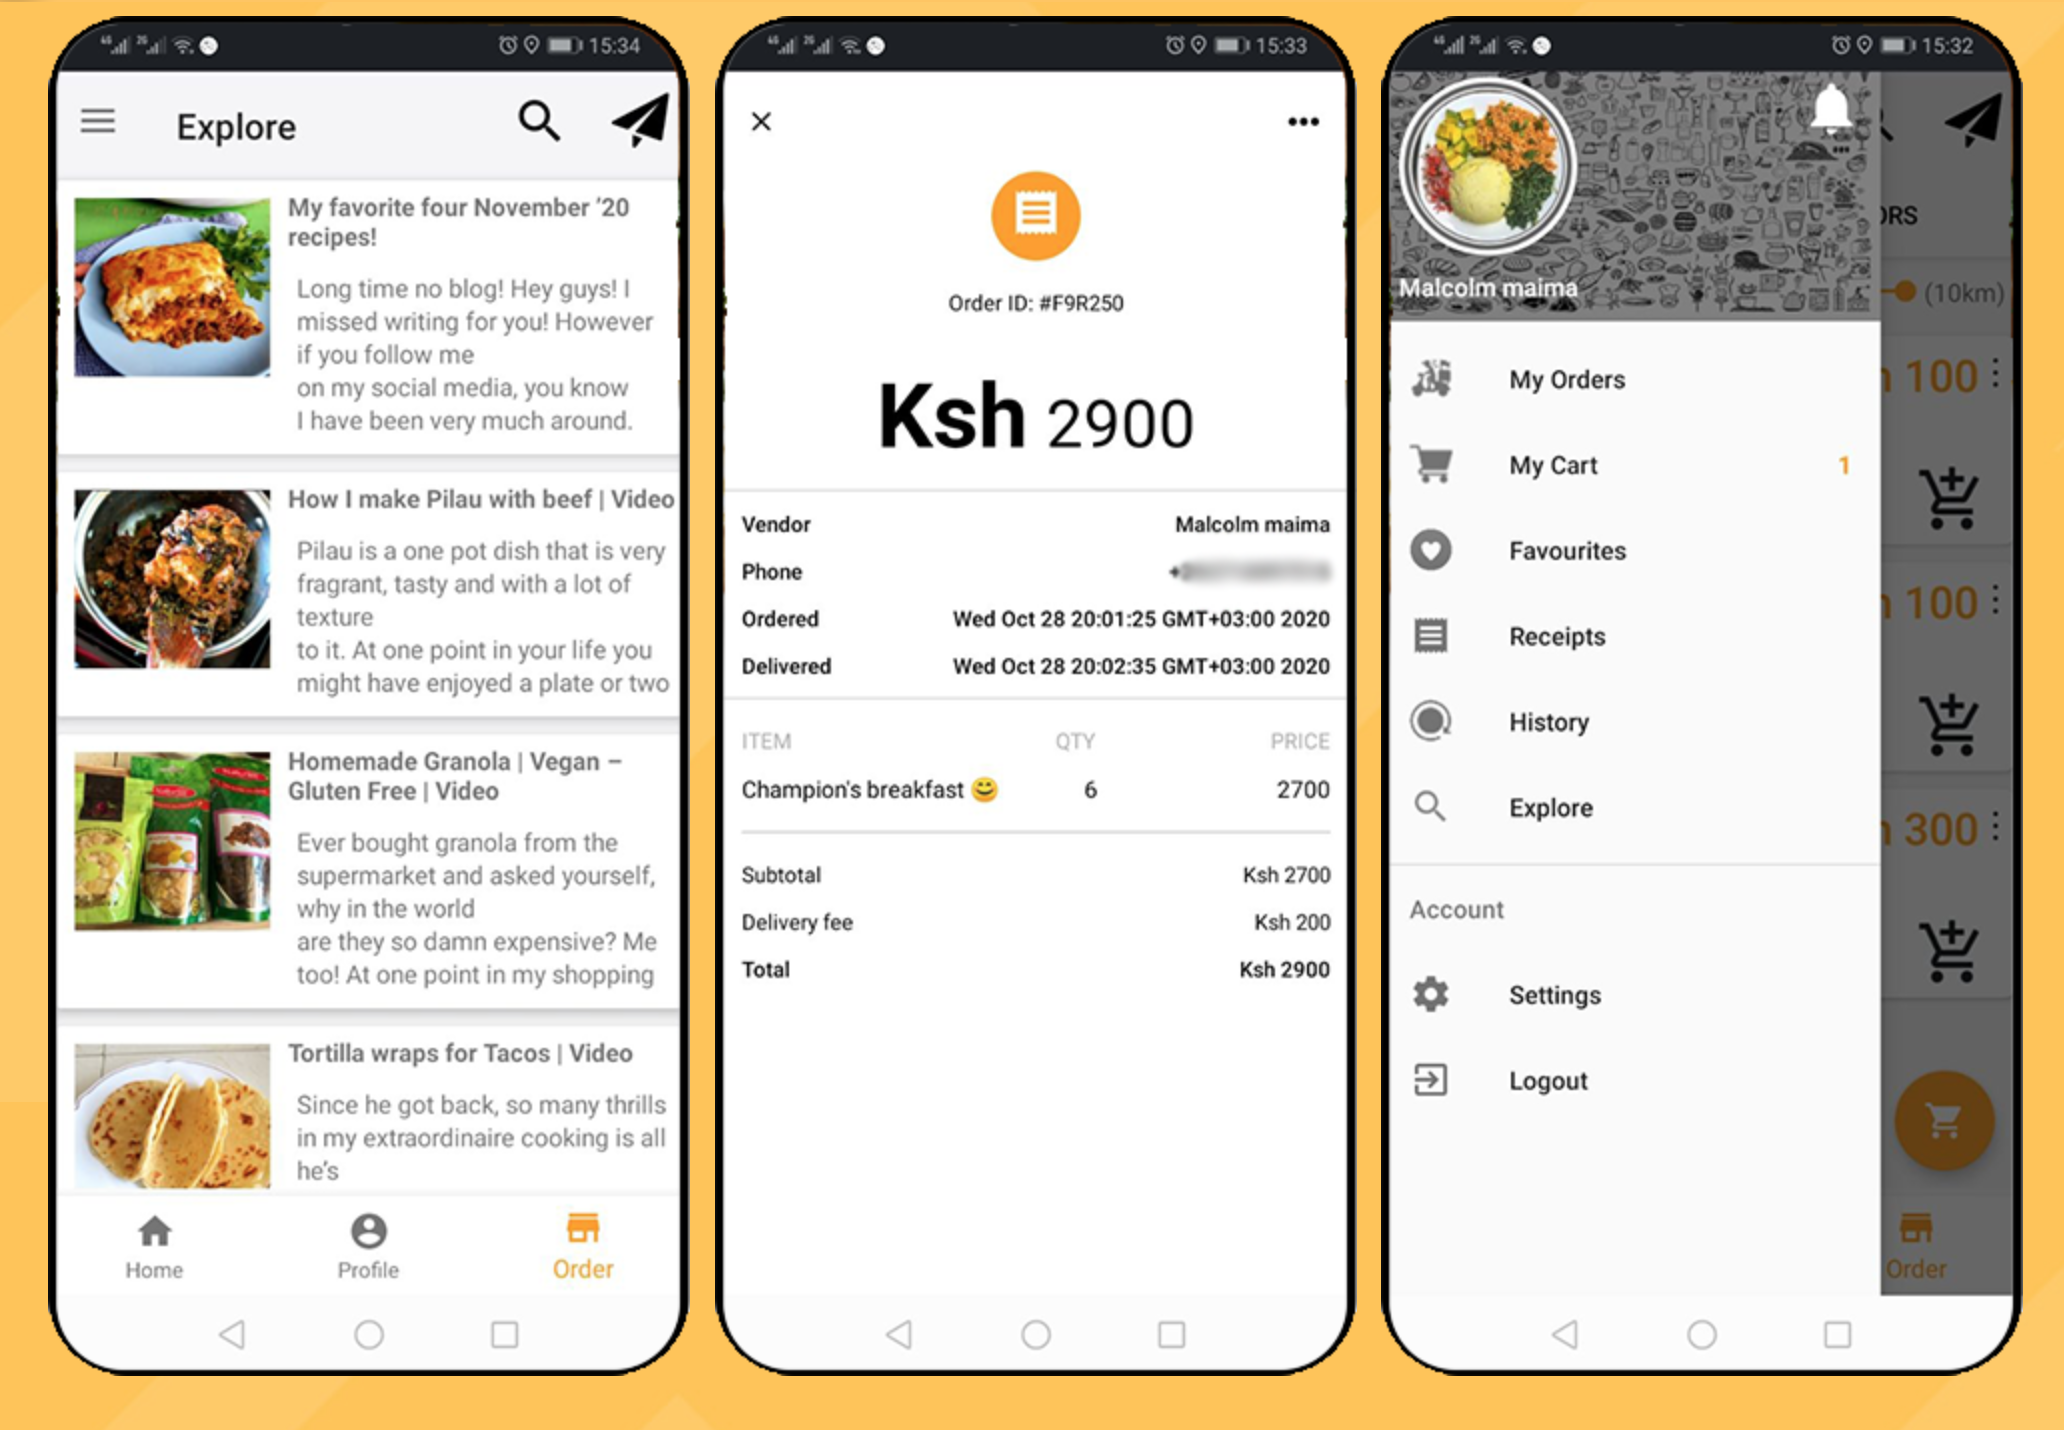 4G 2G 15:34
Explore
My favorite four November ’20
recipes!
Long time no blog! Hey guys! I
missed writing for you! However
if you follow me
on my social media, you know
I have been very much around.
How I make Pilau with beef | Video
Pilau is a one pot dish that is very
fragrant, tasty and with a lot of
texture
to it. At one point in your life you
might have enjoyed a plate or two
Homemade Granola | Vegan –
Gluten Free | Video
Ever bought granola from the
supermarket and asked yourself,
why in the world
are they so damn expensive? Me
too! At one point in my shopping
Tortilla wraps for Tacos | Video
Since he got back, so many thrills
in my extraordinaire cooking is all
he’s
Home Profile Order
4G 2G 15:33
Order ID: #F9R250
Ksh 2900
Vendor Malcolm maima
Phone +
Ordered Wed Oct 28 20:01:25 GMT+03:00 2020
Delivered Wed Oct 28 20:02:35 GMT+03:00 2020
ITEM QTY PRICE
Champion's breakfast 😊 6 2700
Subtotal Ksh 2700
Delivery fee Ksh 200
Total Ksh 2900
4G 2G 15:32
Malcolm maima
ORS
(10km)
My Orders
100
My Cart 1
Favourites
100
Receipts
History
Explore
300
Account
Settings
Logout
Order